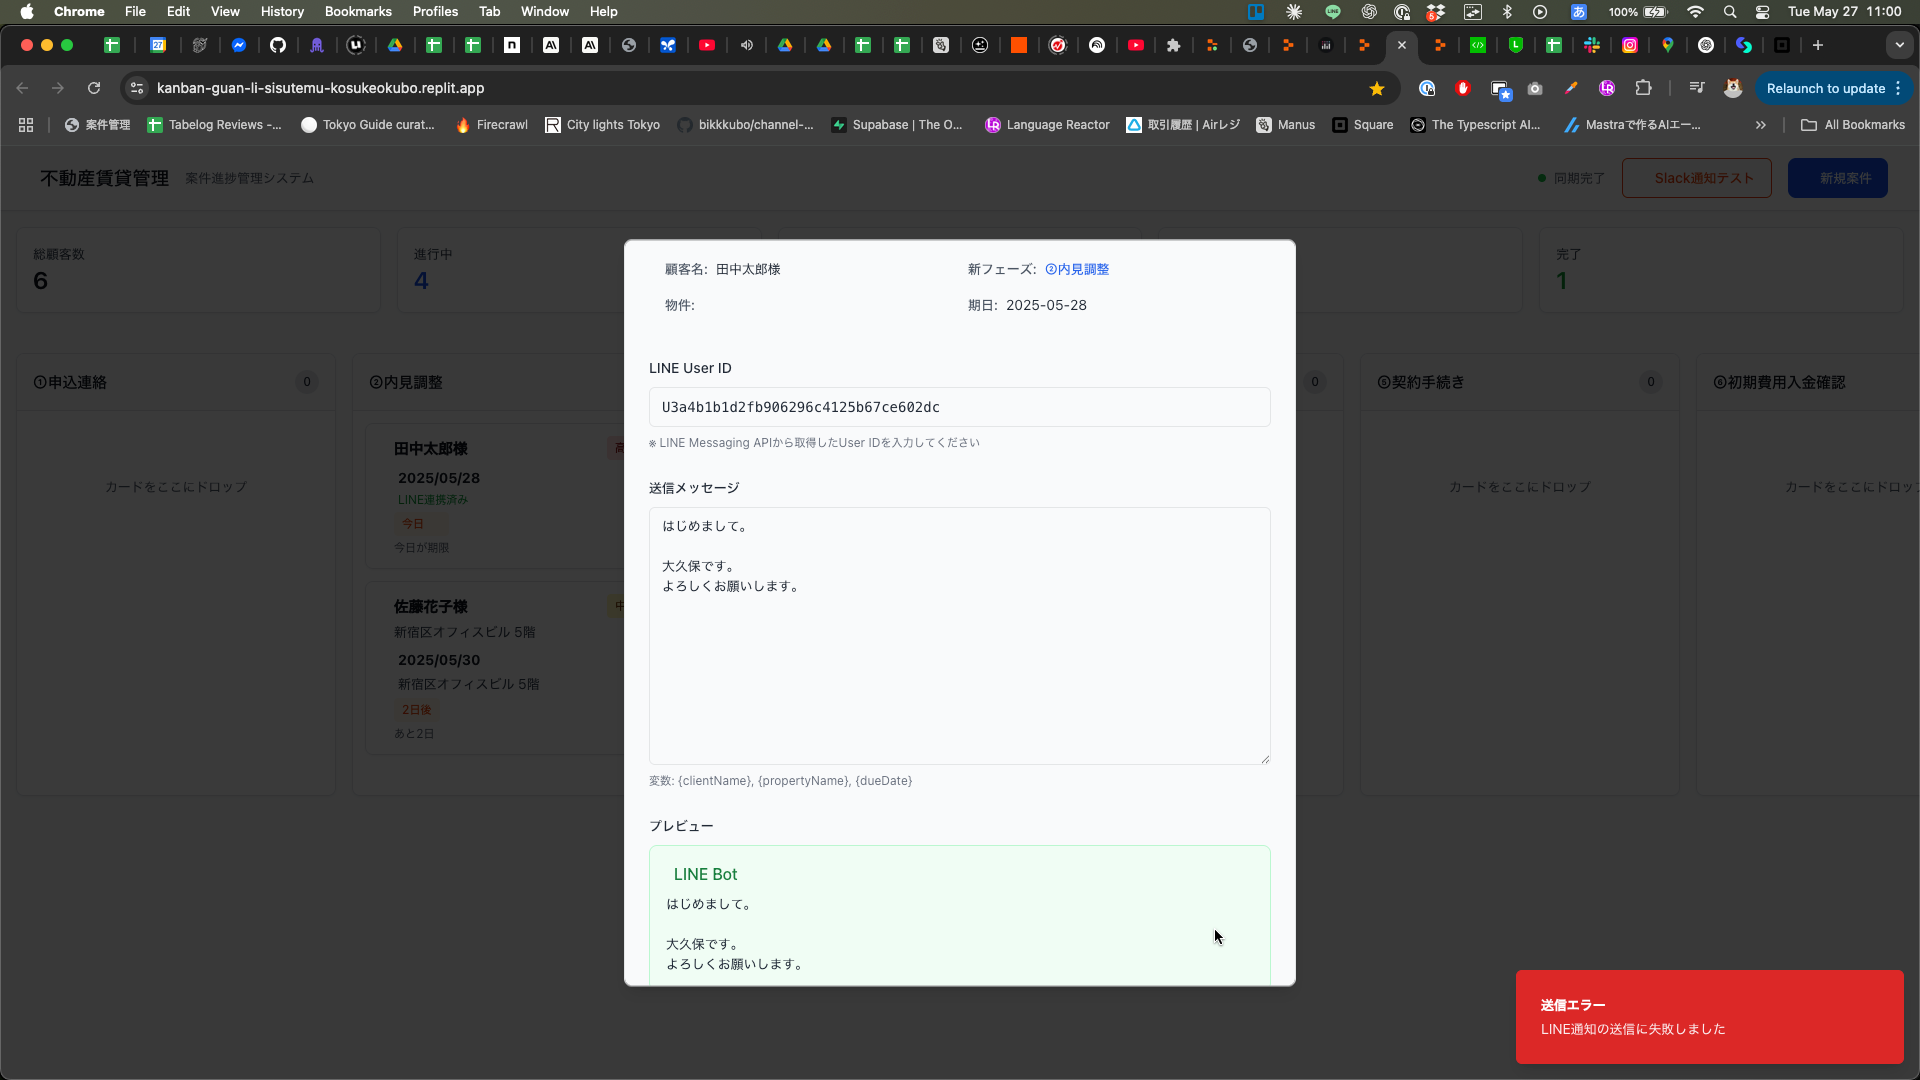 Chrome File Edit View History Bookmarks Profiles Tab Window Help
5 あ 100% Tue May 27 11:00
27
kanban-guan-li-sisutemu-kosukeokubo.replit.app
Relaunch to update
案件管理 Tabelog Reviews -... Tokyo Guide curat... Firecrawl City lights Tokyo bikkkubo/channel-... Supabase | The O... Language Reactor 取引履歴 | Airレジ Manus Square The Typescript AI... Mastraで作るAIエー... » All Bookmarks
不動産賃貸管理 案件進捗管理システム
同期完了 Slack通知テスト 新規案件
総顧客数
6
進行中
4
完了
1
①申込連絡 0
カードをここにドロップ
②内見調整
田中太郎様 高
2025/05/28
LINE連携済み
今日
今日が期限
佐藤花子様 中
新宿区オフィスビル 5階
2025/05/30
新宿区オフィスビル 5階
2日後
あと2日
0
⑤契約手続き 0
カードをここにドロップ
⑥初期費用入金確認
カードをここにドロップ
顧客名: 田中太郎様
新フェーズ: ②内見調整
物件:
期日: 2025-05-28
LINE User ID
U3a4b1b1d2fb906296c4125b67ce602dc
※ LINE Messaging APIから取得したUser IDを入力してください
送信メッセージ
はじめまして。
大久保です。
よろしくお願いします。
変数: {clientName}, {propertyName}, {dueDate}
プレビュー
LINE Bot
はじめまして。
大久保です。
よろしくお願いします。
送信エラー
LINE通知の送信に失敗しました